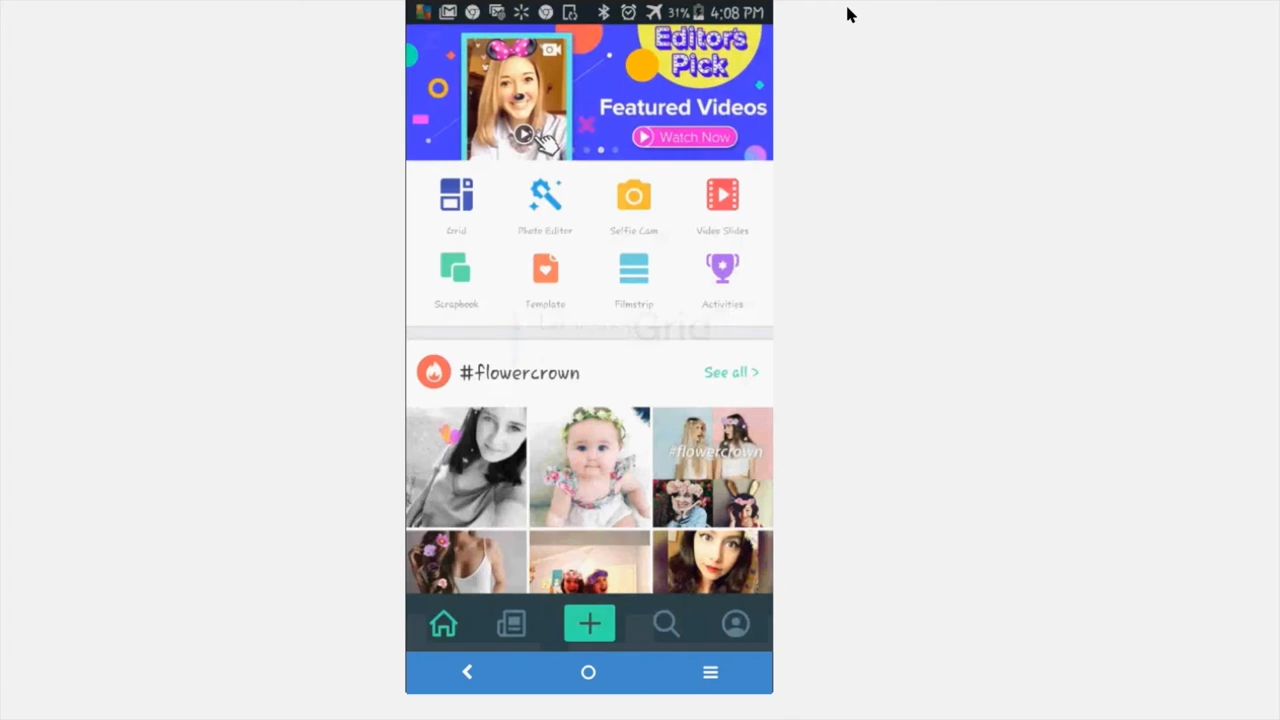 31% 4:08 PM
Editor's
Pick
Featured Videos
Watch Now
Grid Photo Editor Selfie Cam Video Slides
Scrapbook Template Filmstrip Activities
#flowercrown See all >
#flowercrown